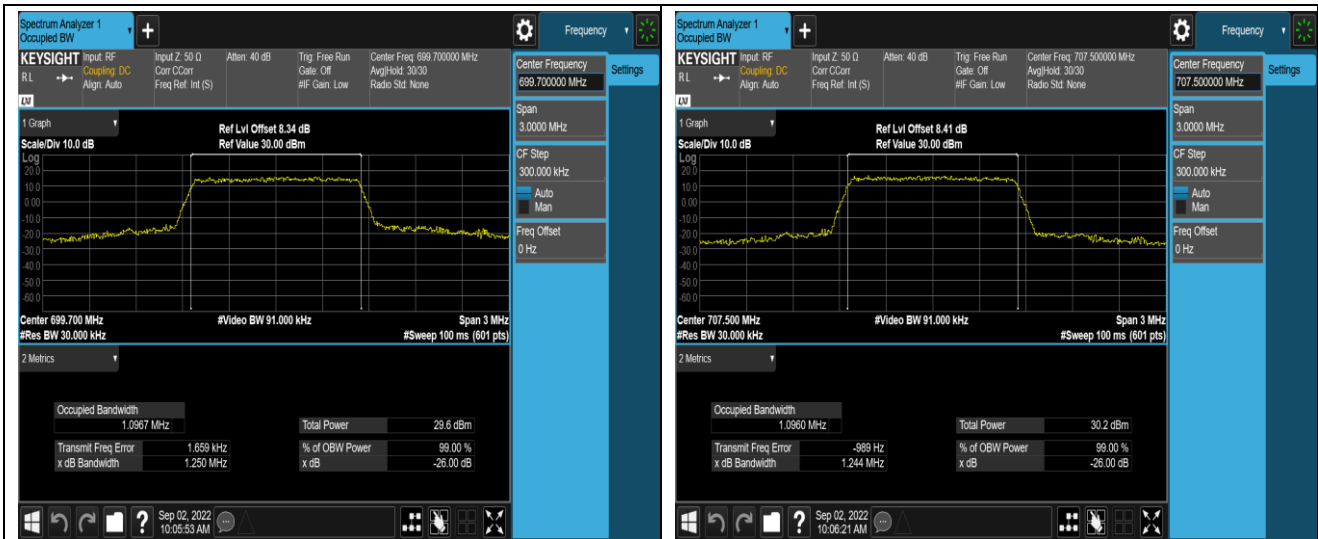 Spectrum Analyzer 1
Occupied BW
Frequency
KEYSIGHT
Input: RF
Coupling: DC
Align: Auto
Input Z: 50 Ω
Corr CCorr
Freq Ref: Int (S)
Atten: 40 dB
Trig: Free Run
Gate: Off
#IF Gain: Low
Center Freq: 699.700000 MHz
Avg|Hold: 30/30
Radio Std: None
RL
LXI
Center Frequency
699.700000 MHz
Settings
Span
3.0000 MHz
CF Step
300.000 kHz
Auto
Man
Freq Offset
0 Hz
1 Graph
Scale/Div 10.0 dB
Ref Lvl Offset 8.34 dB
Ref Value 30.00 dBm
Log
20.0
10.0
0.00
-10.0
-20.0
-30.0
-40.0
-50.0
-60.0
Center 699.700 MHz
#Res BW 30.000 kHz
#Video BW 91.000 kHz
Span 3 MHz
#Sweep 100 ms (601 pts)
2 Metrics
Occupied Bandwidth
1.0967 MHz
Total Power 29.6 dBm
Transmit Freq Error 1.659 kHz
% of OBW Power 99.00 %
x dB Bandwidth 1.250 MHz
x dB -26.00 dB
Sep 02, 2022
10:05:53 AM
Spectrum Analyzer 1
Occupied BW
Frequency
KEYSIGHT
Input: RF
Coupling: DC
Align: Auto
Input Z: 50 Ω
Corr CCorr
Freq Ref: Int (S)
Atten: 40 dB
Trig: Free Run
Gate: Off
#IF Gain: Low
Center Freq: 707.500000 MHz
Avg|Hold: 30/30
Radio Std: None
RL
LXI
Center Frequency
707.500000 MHz
Settings
Span
3.0000 MHz
CF Step
300.000 kHz
Auto
Man
Freq Offset
0 Hz
1 Graph
Scale/Div 10.0 dB
Ref Lvl Offset 8.41 dB
Ref Value 30.00 dBm
Log
20.0
10.0
0.00
-10.0
-20.0
-30.0
-40.0
-50.0
-60.0
Center 707.500 MHz
#Res BW 30.000 kHz
#Video BW 91.000 kHz
Span 3 MHz
#Sweep 100 ms (601 pts)
2 Metrics
Occupied Bandwidth
1.0960 MHz
Total Power 30.2 dBm
Transmit Freq Error -989 Hz
% of OBW Power 99.00 %
x dB Bandwidth 1.244 MHz
x dB -26.00 dB
Sep 02, 2022
10:06:21 AM